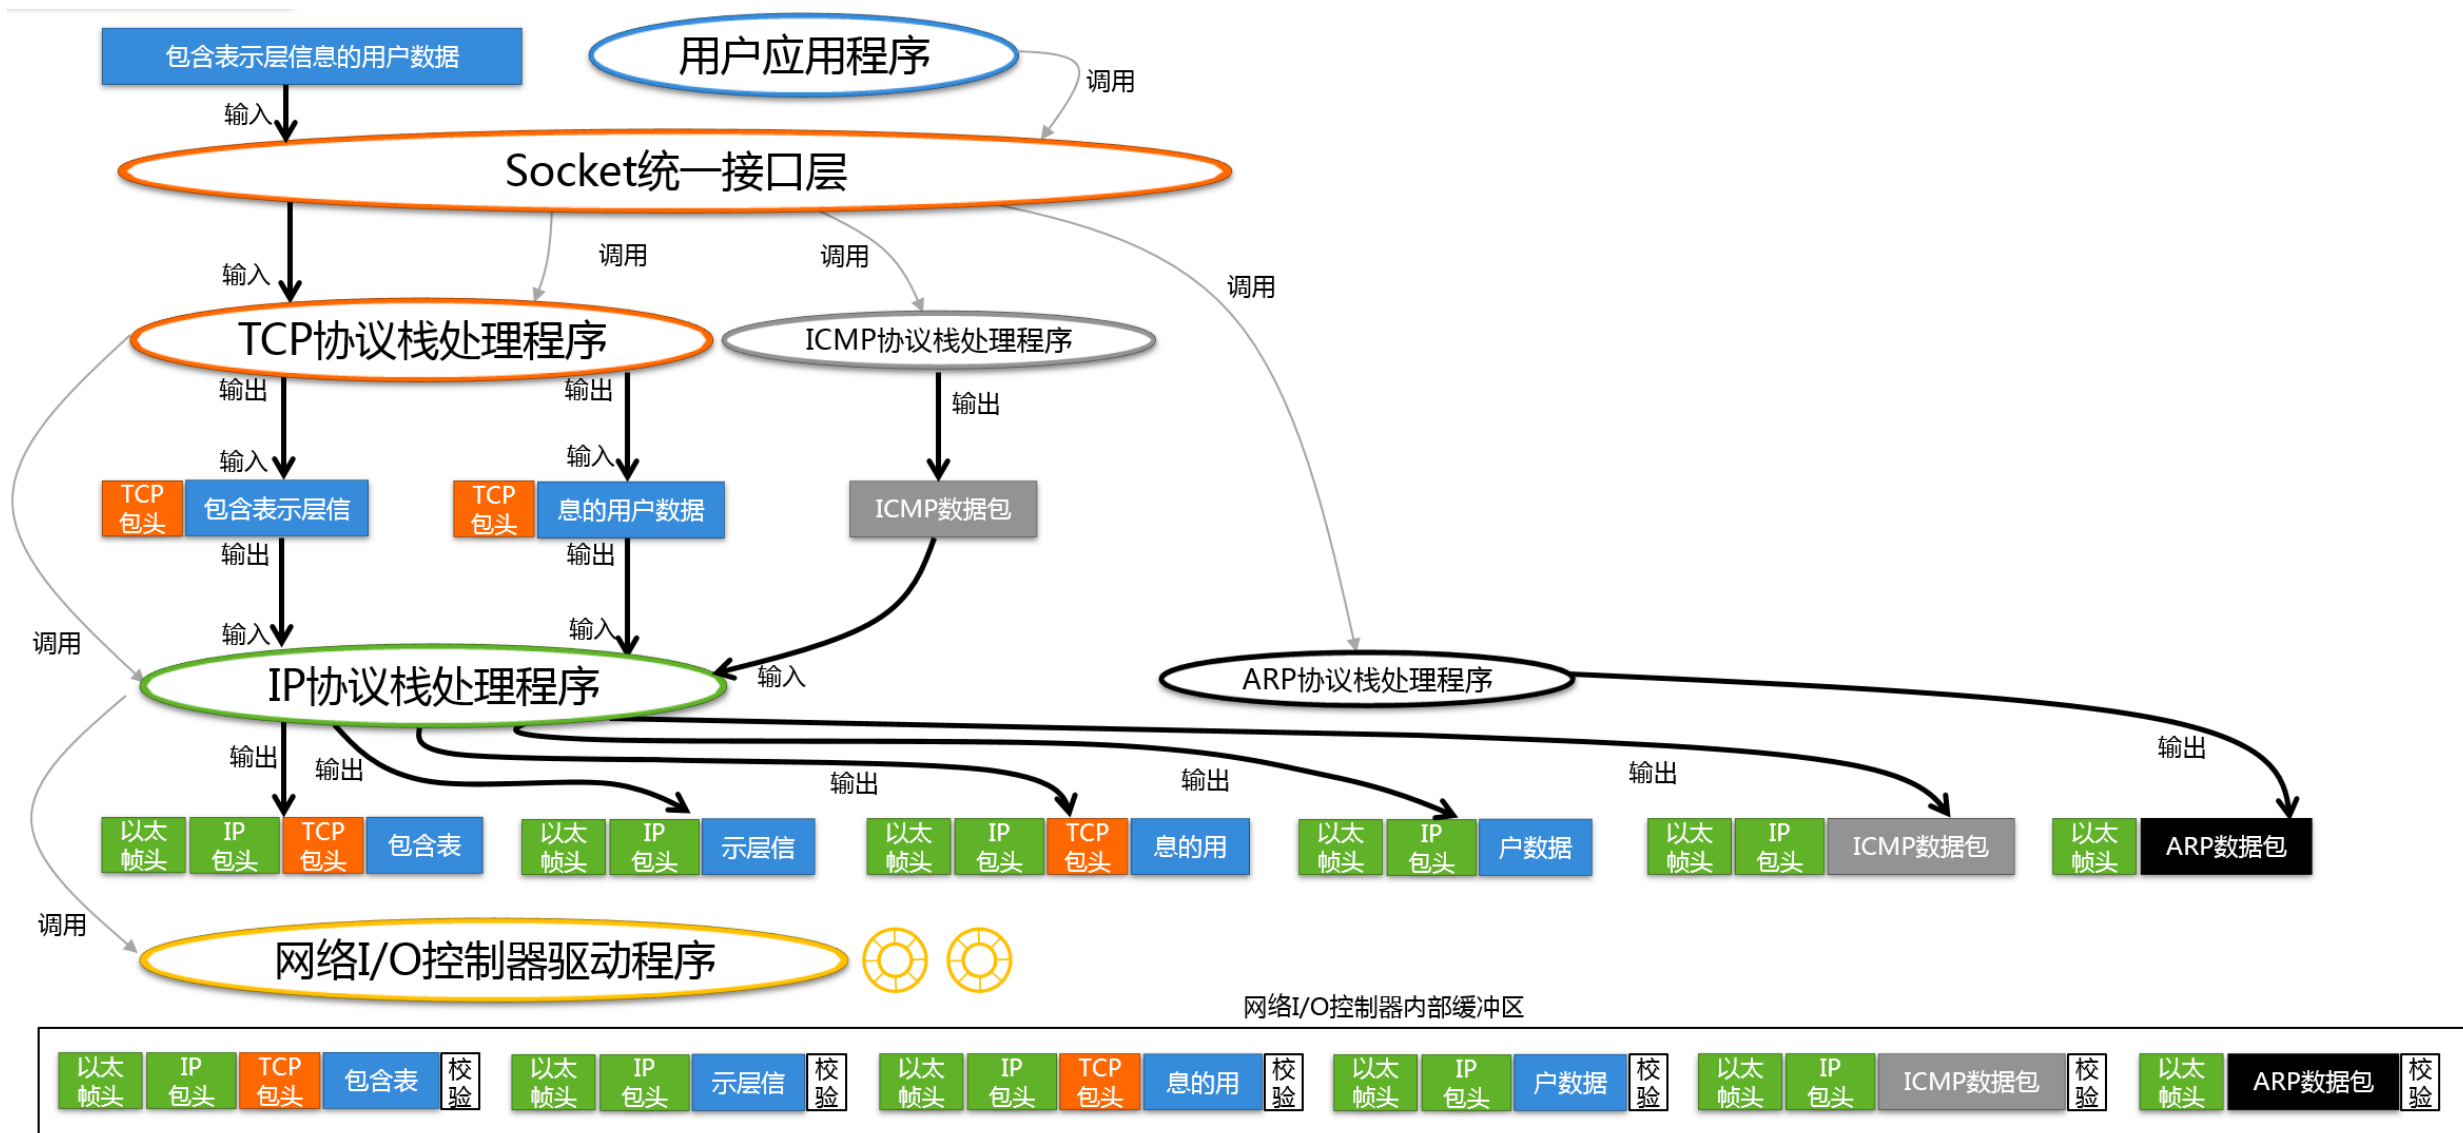 包含表示层信息的用户数据
用户应用程序
调用
输入
Socket统一接口层
调用
调用
输入
调用
TCP协议栈处理程序
ICMP协议栈处理程序
输出
输出
输出
输入
输入
TCP
包头
包含表示层信
TCP
包头
息的用户数据
ICMP数据包
输出
输出
输入
输入
调用
输入
IP协议栈处理程序
ARP协议栈处理程序
输出
输出
输出
输出
输出
输出
以太
帧头
IP
包头
TCP
包头
包含表
以太
帧头
IP
包头
示层信
以太
帧头
IP
包头
TCP
包头
息的用
以太
帧头
IP
包头
户数据
以太
帧头
IP
包头
ICMP数据包
以太
帧头
ARP数据包
调用
网络I/O控制器驱动程序
网络I/O控制器内部缓冲区
以太
帧头
IP
包头
TCP
包头
包含表
校
验
以太
帧头
IP
包头
示层信
校
验
以太
帧头
IP
包头
TCP
包头
息的用
校
验
以太
帧头
IP
包头
户数据
校
验
以太
帧头
IP
包头
ICMP数据包
校
验
以太
帧头
ARP数据包
校
验